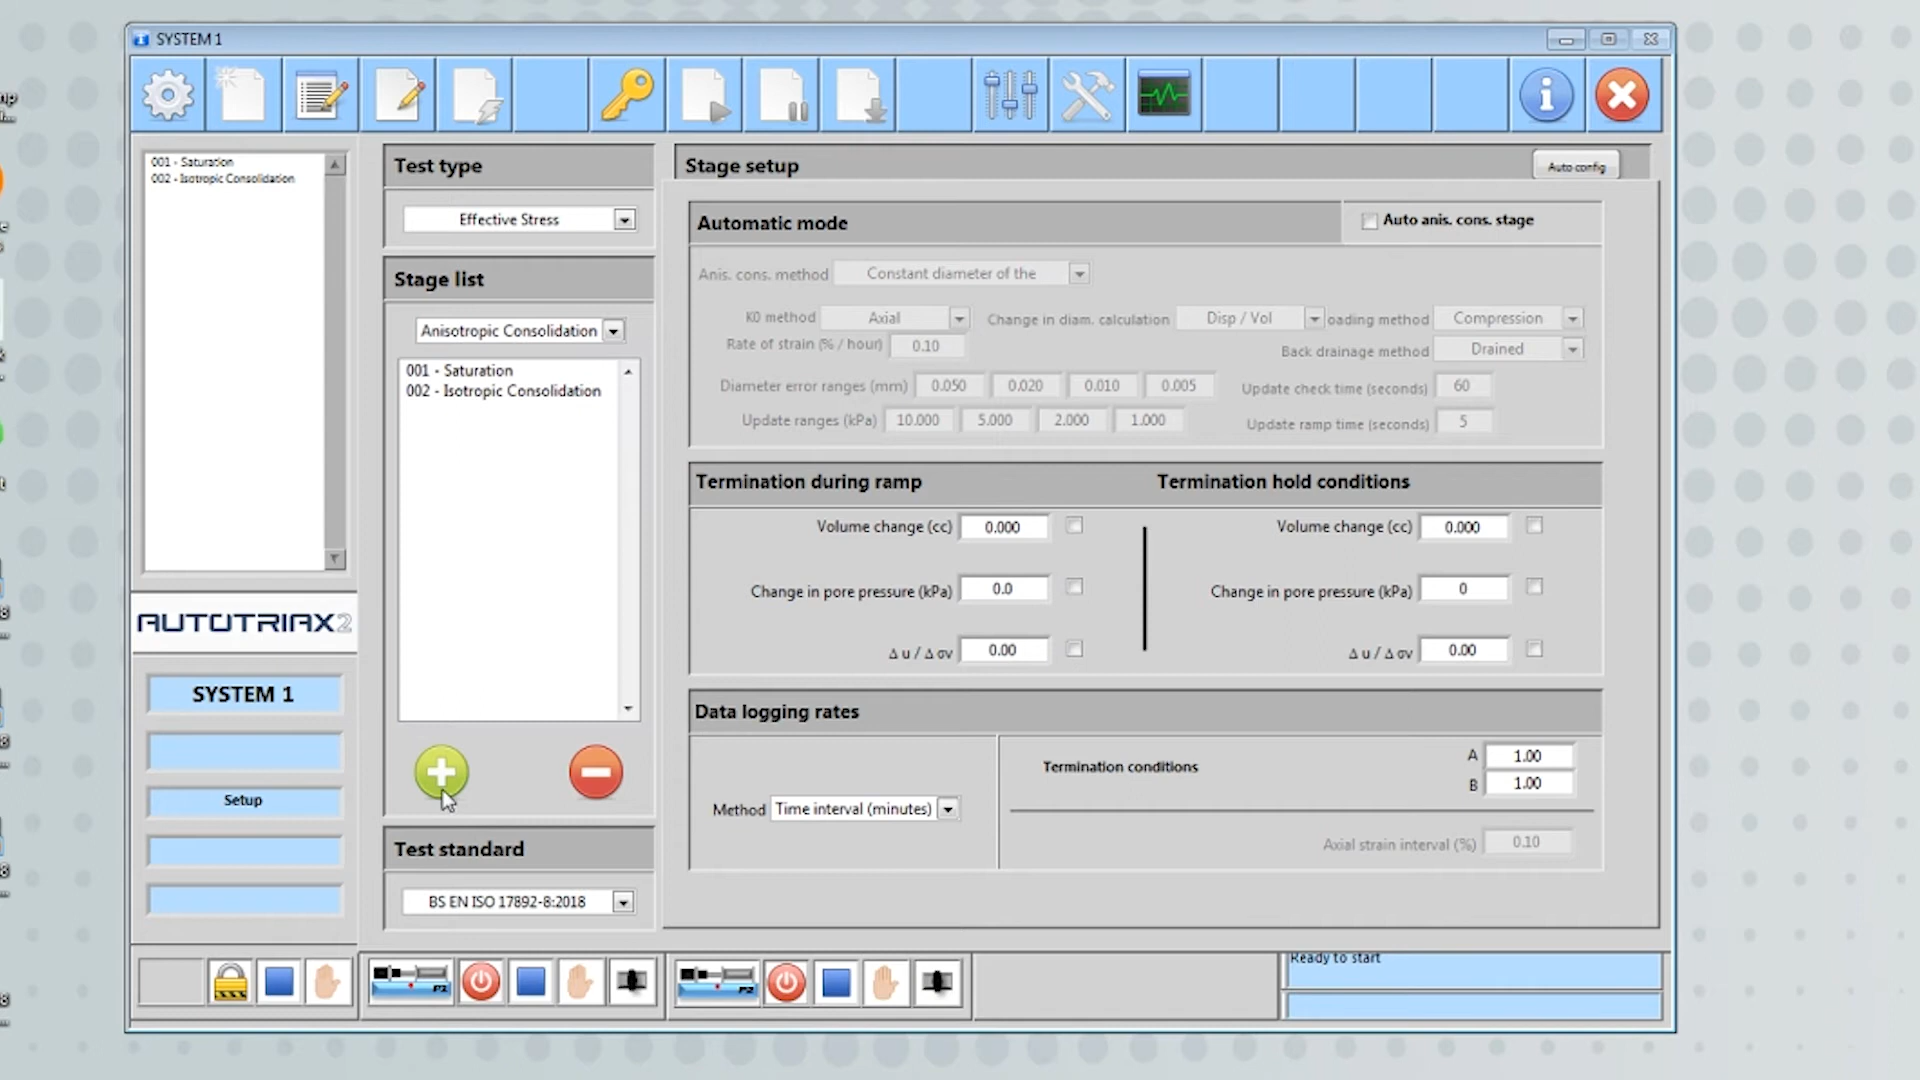 SYSTEM 1
001 - Saturation
002 - Isotropic Consolidation
AUTOTRIAX2
SYSTEM 1
Setup
Test type
Effective Stress
Stage list
Anisotropic Consolidation
001 - Saturation
002 - Isotropic Consolidation
Test standard
BS EN ISO 17892-8:2018
Stage setup
Auto config
Automatic mode
Auto anis. cons. stage
Anis. cons. method Constant diameter of the
K0 method Axial Change in diam. calculation Disp / Vol oading method Compression
Rate of strain (% / hour) 0.10 Back drainage method Drained
Diameter error ranges (mm) 0.050 0.020 0.010 0.005 Update check time (seconds) 60
Update ranges (kPa) 10.000 5.000 2.000 1.000 Update ramp time (seconds) 5
Termination during ramp Termination hold conditions
Volume change (cc) 0.000 Volume change (cc) 0.000
Change in pore pressure (kPa) 0.0 Change in pore pressure (kPa) 0
Δ u / Δ σv 0.00 Δ u / Δ σv 0.00
Data logging rates
Method Time interval (minutes)
Termination conditions A 1.00
B 1.00
Axial strain interval (%) 0.10
P1
P2
Ready to start